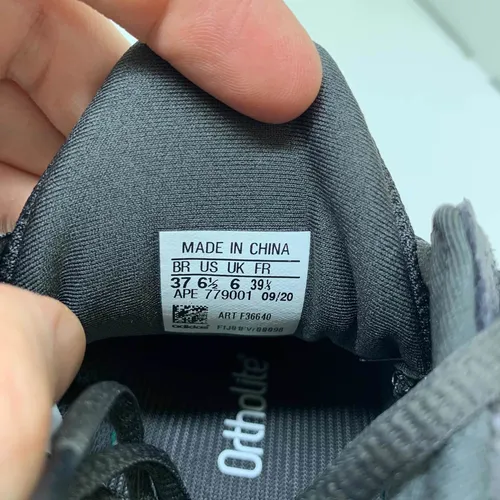 MADE IN CHINA
BR US UK FR
37 6½ 6 39⅓
APE 779001 09/20
ART F36640
adidas
Ortholite